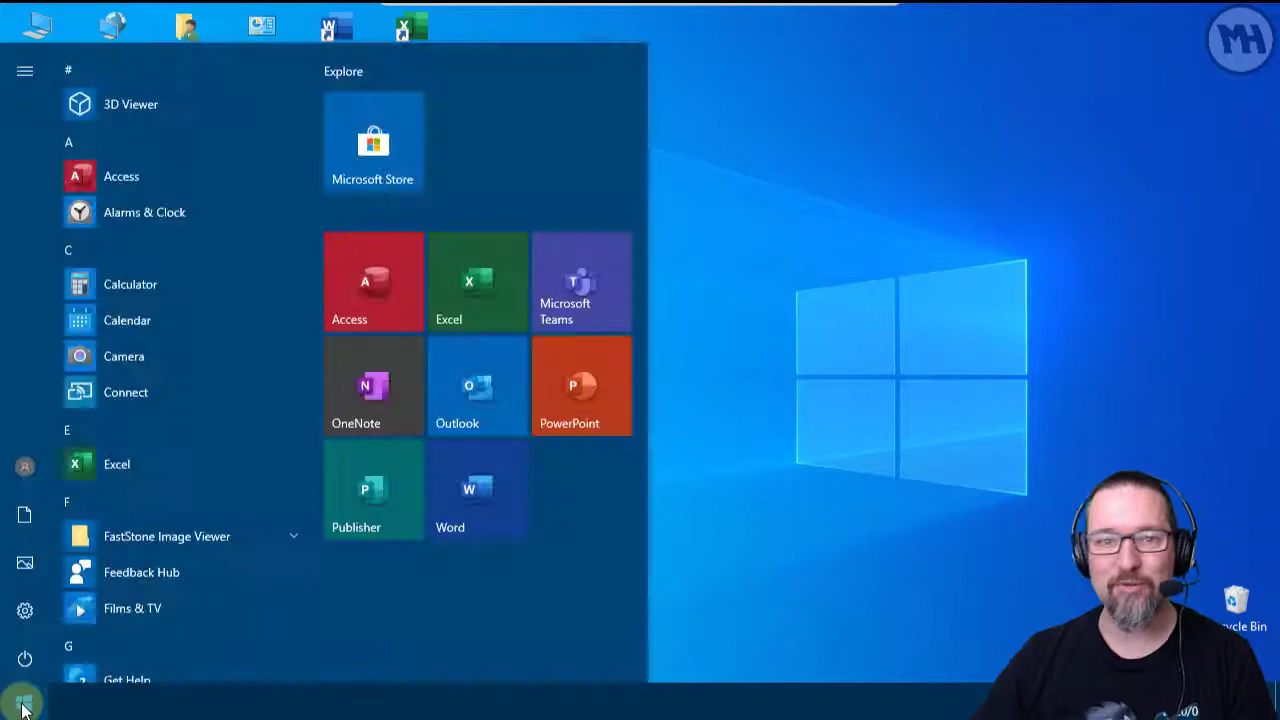 W
X
MH
#
3D Viewer
A
A
Access
Alarms & Clock
C
Calculator
Calendar
Camera
Connect
E
X
Excel
F
FastStone Image Viewer
Feedback Hub
Films & TV
G
Get Help
Explore
Microsoft Store
A
Access
X
Excel
T
Microsoft
Teams
N
OneNote
O
Outlook
P
PowerPoint
P
Publisher
W
Word
Bin